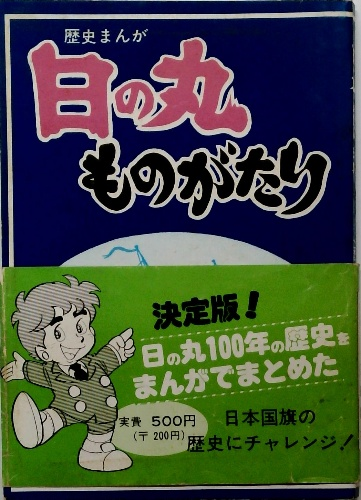 歴史まんが
日の丸
ものがたり
決定版!
日の丸100年の歴史を
まんがでまとめた
実費 500円
(〒200円)
日本国旗の
歴史にチャレンジ!